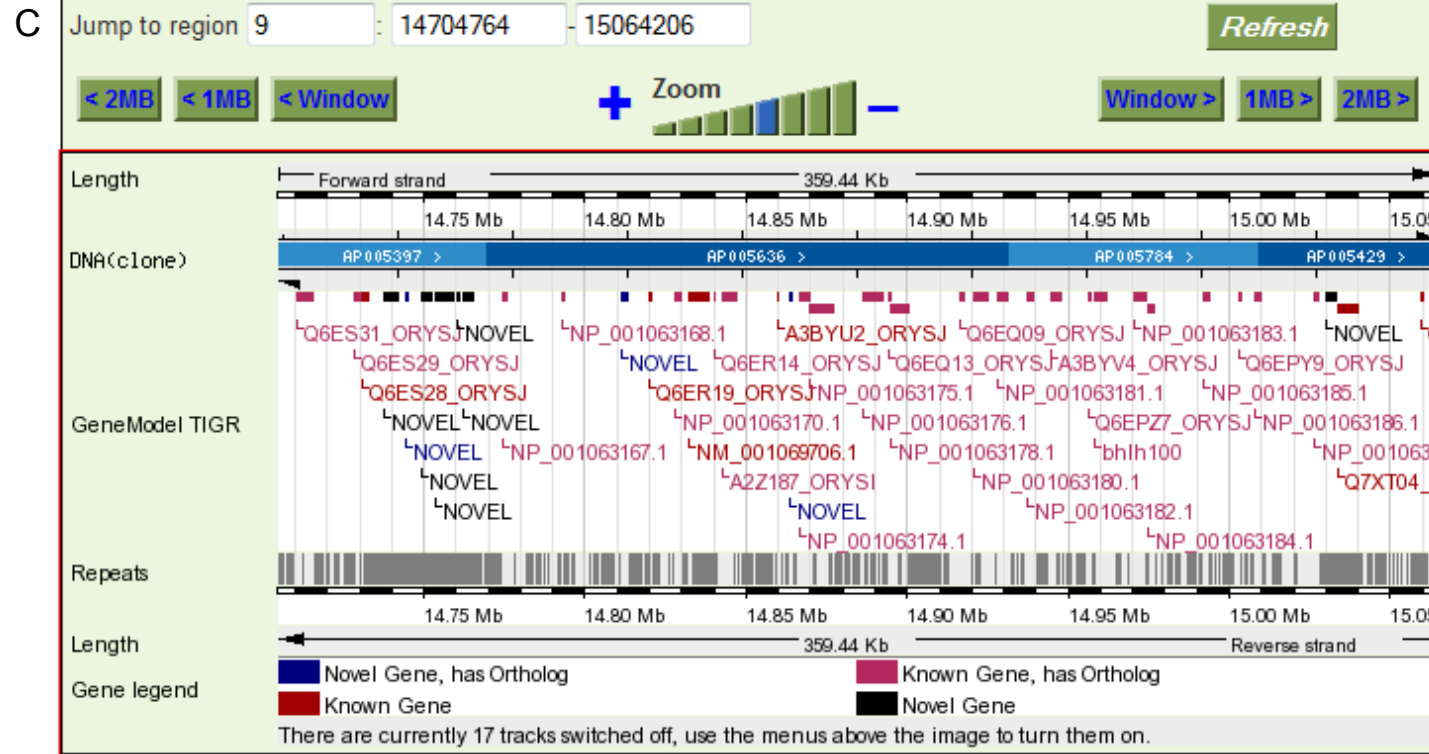 C
Jump to region 9 : 14704764 - 15064206 Refresh
< 2MB < 1MB < Window + Zoom − Window > 1MB > 2MB >
Length Forward strand 359.44 Kb
14.75 Mb 14.80 Mb 14.85 Mb 14.90 Mb 14.95 Mb 15.00 Mb 15.0
DNA(clone) AP005397 > AP005636 > AP005784 > AP005429 >
Q6ES31_ORYSJ NOVEL NP_001063168.1 A3BYU2_ORYSJ Q6EQ09_ORYSJ NP_001063183.1 NOVEL
Q6ES29_ORYSJ NOVEL Q6ER14_ORYSJ Q6EQ13_ORYSJ A3BYV4_ORYSJ Q6EPY9_ORYSJ
Q6ES28_ORYSJ Q6ER19_ORYSJ NP_001063175.1 NP_001063181.1 NP_001063185.1
GeneModel TIGR NOVEL NOVEL NP_001063170.1 NP_001063176.1 Q6EPZ7_ORYSJ NP_001063186.1
NOVEL NP_001063167.1 NM_001069706.1 NP_001063178.1 bhlh100 NP_001063
NOVEL A2Z187_ORYSI NP_001063180.1 Q7XT04_
NOVEL NOVEL NP_001063182.1
NP_001063174.1 NP_001063184.1
Repeats
14.75 Mb 14.80 Mb 14.85 Mb 14.90 Mb 14.95 Mb 15.00 Mb 15.0
Length 359.44 Kb Reverse strand
Gene legend
Novel Gene, has Ortholog Known Gene, has Ortholog
Known Gene Novel Gene
There are currently 17 tracks switched off, use the menus above the image to turn them on.